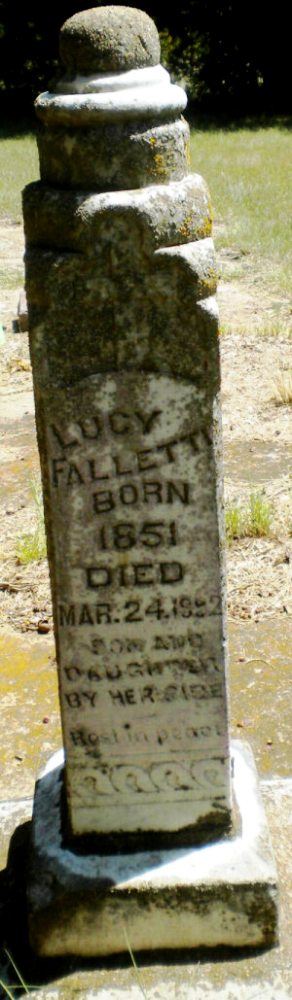 LUCY
FALLETTI
BORN
1851
DIED
MAR. 24. 1922
SON AND
DAUGHTER
BY HER SIDE
Rest in peace